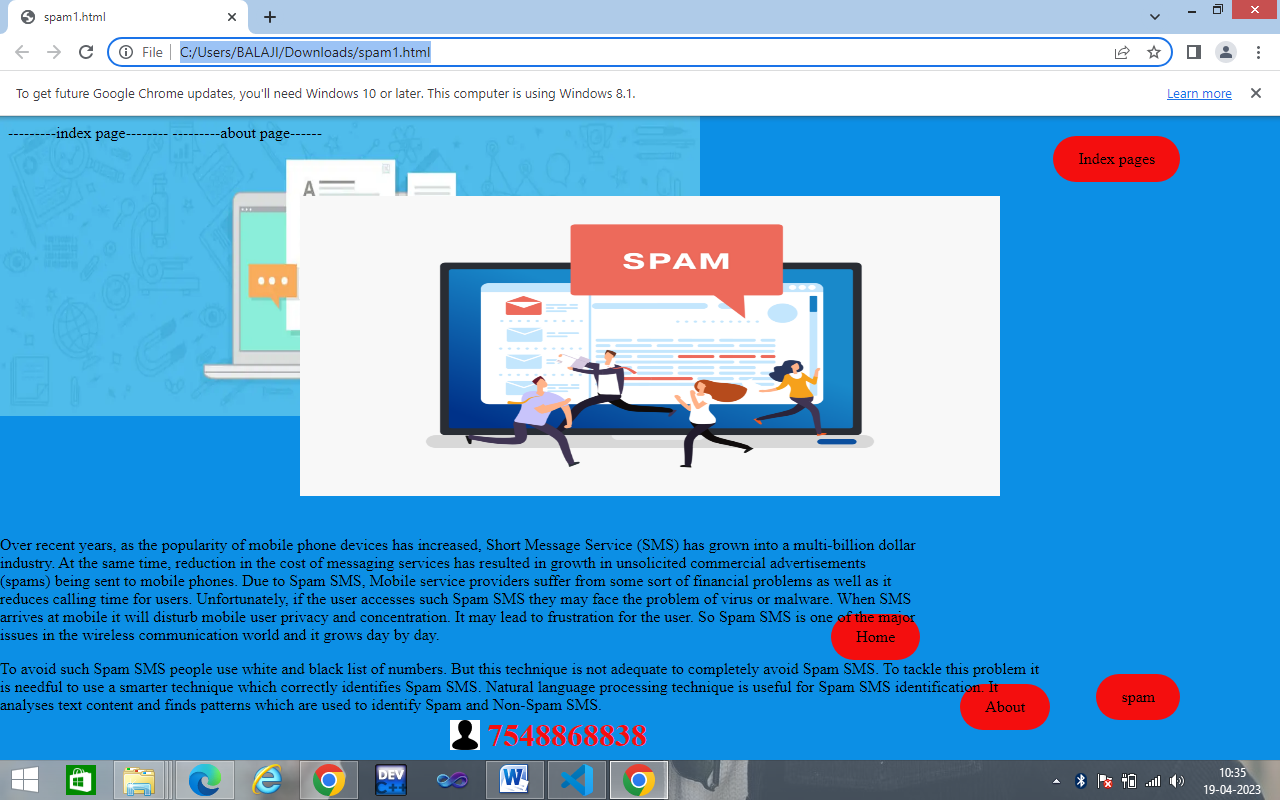 spam1.html
File
C:/Users/BALAJI/Downloads/spam1.html
To get future Google Chrome updates, you'll need Windows 10 or later. This computer is using Windows 8.1.
Learn more
---------index page-------- ---------about page------
Index pages
A
SPAM
Over recent years, as the popularity of mobile phone devices has increased, Short Message Service (SMS) has grown into a multi-billion dollar
industry. At the same time, reduction in the cost of messaging services has resulted in growth in unsolicited commercial advertisements
(spams) being sent to mobile phones. Due to Spam SMS, Mobile service providers suffer from some sort of financial problems as well as it
reduces calling time for users. Unfortunately, if the user accesses such Spam SMS they may face the problem of virus or malware. When SMS
arrives at mobile it will disturb mobile user privacy and concentration. It may lead to frustration for the user. So Spam SMS is one of the major
issues in the wireless communication world and it grows day by day.
Home
To avoid such Spam SMS people use white and black list of numbers. But this technique is not adequate to completely avoid Spam SMS. To tackle this problem it
is needful to use a smarter technique which correctly identifies Spam SMS. Natural language processing technique is useful for Spam SMS identification. It
analyses text content and finds patterns which are used to identify Spam and Non-Spam SMS.
About
spam
7548868838
DEV
C++
W
10:35
19-04-2023